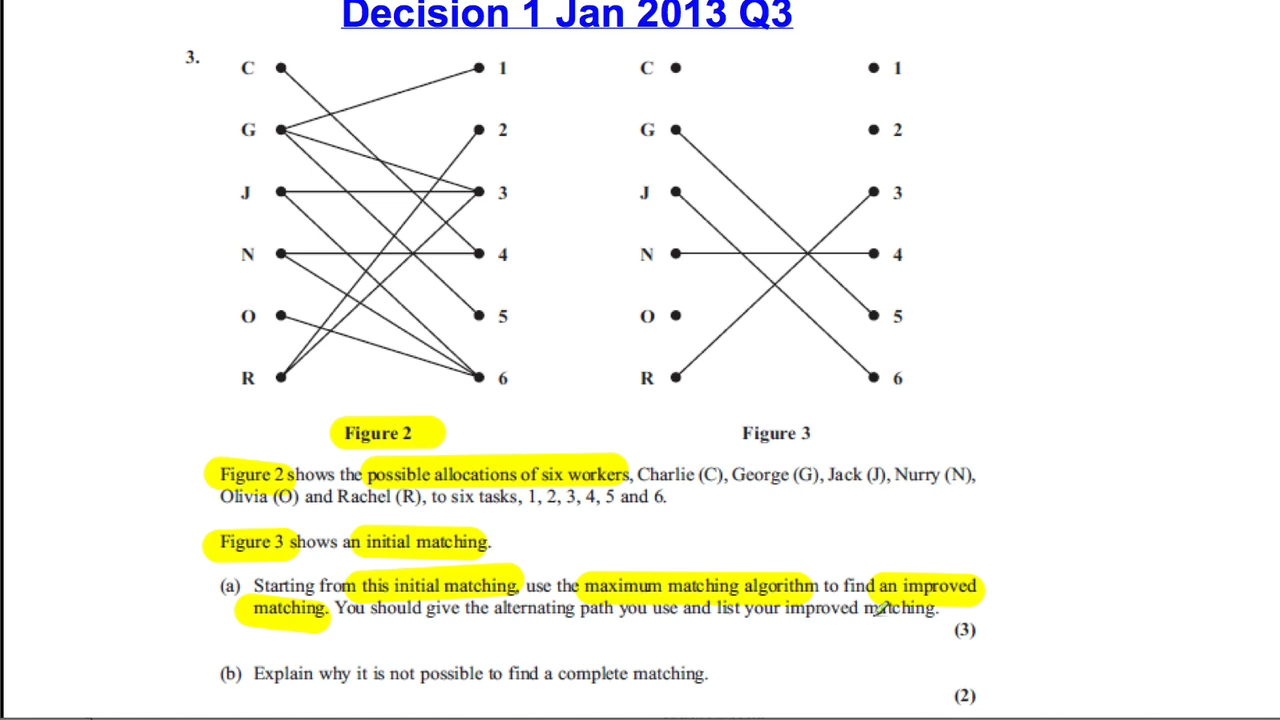 Decision 1 Jan 2013 Q3
3.
C 1 C 1
G 2 G 2
J 3 J 3
N 4 N 4
O 5 O 5
R 6 R 6
Figure 2 Figure 3
Figure 2 shows the possible allocations of six workers, Charlie (C), George (G), Jack (J), Nurry (N),
Olivia (O) and Rachel (R), to six tasks, 1, 2, 3, 4, 5 and 6.
Figure 3 shows an initial matching.
(a) Starting from this initial matching, use the maximum matching algorithm to find an improved
matching. You should give the alternating path you use and list your improved matching.
(3)
(b) Explain why it is not possible to find a complete matching.
(2)